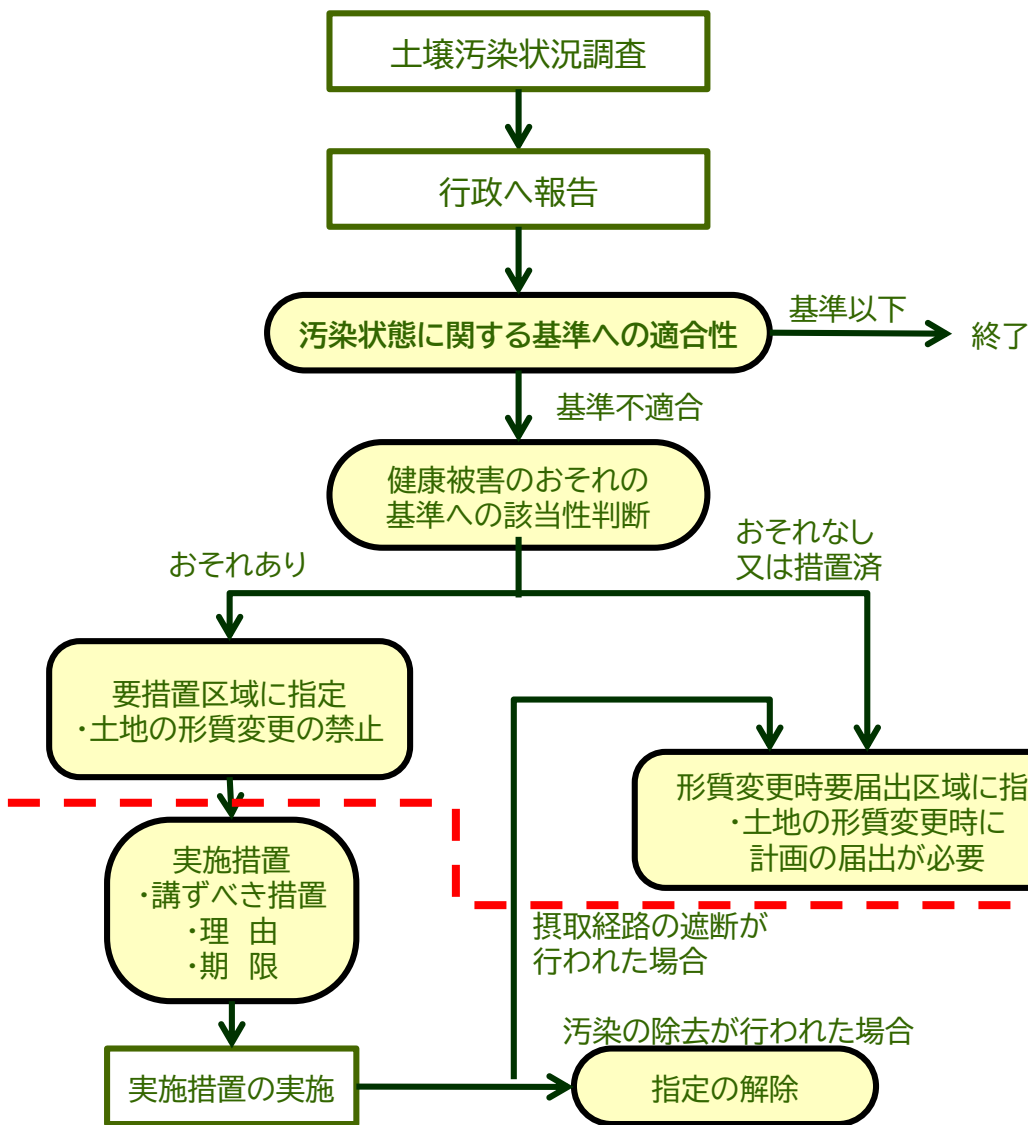 土壌汚染状況調査
行政へ報告
汚染状態に関する基準への適合性
基準以下
終了
基準不適合
健康被害のおそれの
基準への該当性判断
おそれあり
おそれなし
又は措置済
要措置区域に指定
・土地の形質変更の禁止
形質変更時要届出区域に指
・土地の形質変更時に
計画の届出が必要
実施措置
・講ずべき措置
・理 由
・期 限
摂取経路の遮断が
行われた場合
汚染の除去が行われた場合
実施措置の実施
指定の解除